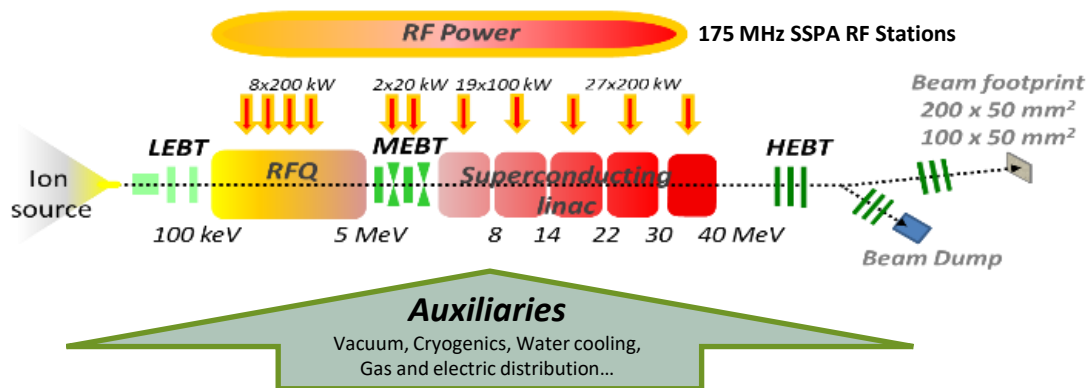 RF Power
175 MHz SSPA RF Stations
8x200 kW
2x20 kW
19x100 kW
27x200 kW
Beam footprint
200 x 50 mm²
100 x 50 mm²
LEBT
MEBT
HEBT
Ion
source
RFQ
Superconducting
linac
100 keV
5 MeV
8
14
22
30
40 MeV
Beam Dump
Auxiliaries
Vacuum, Cryogenics, Water cooling,
Gas and electric distribution…